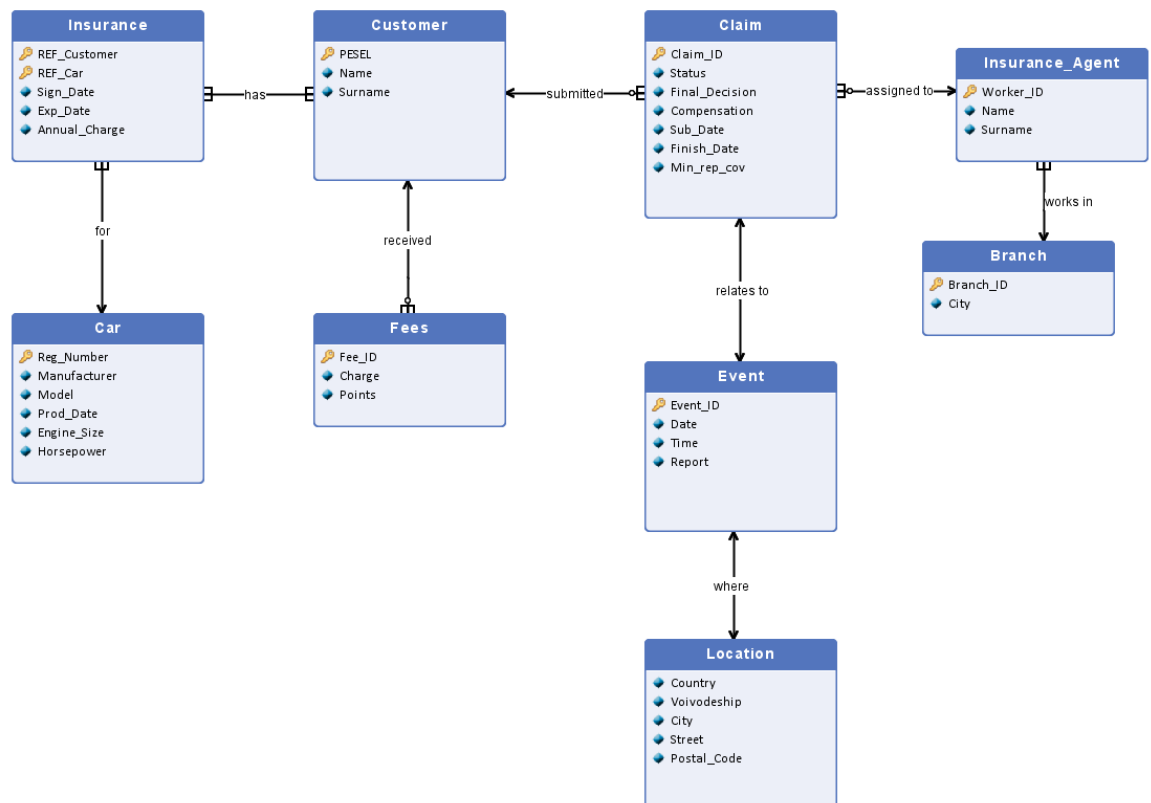 Insurance
REF_Customer
REF_Car
Sign_Date
Exp_Date
Annual_Charge
has
Customer
PESEL
Name
Surname
submitted
Claim
Claim_ID
Status
Final_Decision
Compensation
Sub_Date
Finish_Date
Min_rep_cov
assigned to
Insurance_Agent
Worker_ID
Name
Surname
works in
Branch
Branch_ID
City
for
received
relates to
Car
Reg_Number
Manufacturer
Model
Prod_Date
Engine_Size
Horsepower
Fees
Fee_ID
Charge
Points
Event
Event_ID
Date
Time
Report
where
Location
Country
Voivodeship
City
Street
Postal_Code